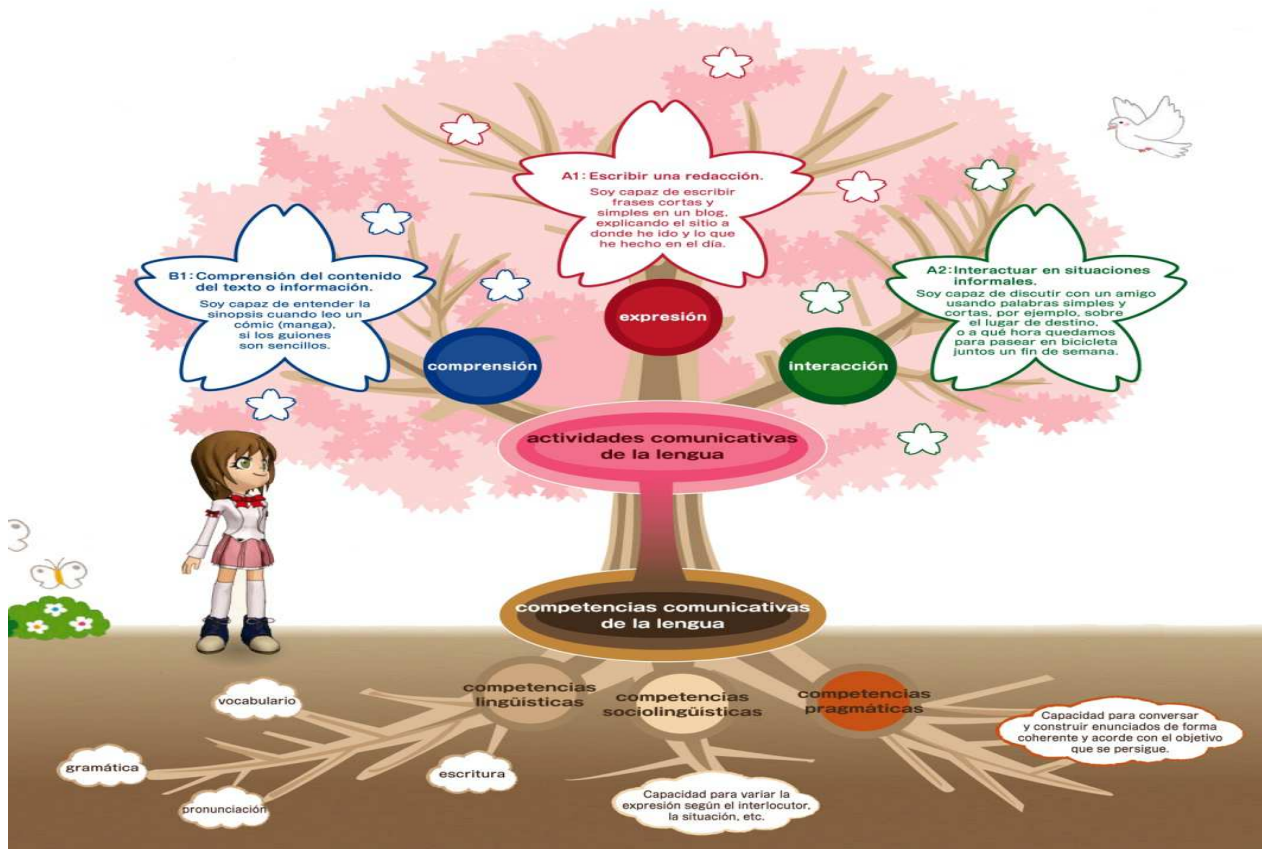 A1: Escribir una redacción.
Soy capaz de escribir
frases cortas y
simples en un blog,
explicando el sitio a
donde he ido y lo que
he hecho en el día.
B1: Comprensión del contenido
del texto o información.
Soy capaz de entender la
sinopsis cuando leo un
cómic (manga),
si los guiones
son sencillos.
A2: Interactuar en situaciones
informales.
Soy capaz de discutir con un amigo
usando palabras simples y
cortas, por ejemplo, sobre
el lugar de destino,
o a qué hora quedamos
para pasear en bicicleta
juntos un fin de semana.
expresión
comprensión
interacción
actividades comunicativas
de la lengua
competencias comunicativas
de la lengua
competencias
lingüísticas
competencias
sociolingüísticas
competencias
pragmáticas
vocabulario
gramática
pronunciación
escritura
Capacidad para variar la
expresión según el interlocutor,
la situación, etc.
Capacidad para conversar
y construir enunciados de forma
coherente y acorde con el objetivo
que se persigue.